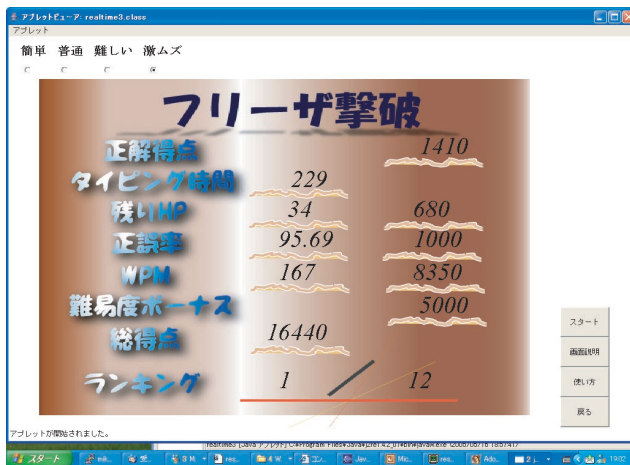 アプレットビューア: realtime3.class
アプレット
簡単 普通 難しい 激ムズ
フリーザ撃破
正解得点 1410
タイピング時間 229
残りHP 34 680
正誤率 95.69 1000
WPM 167 8350
難易度ボーナス 5000
総得点 16440
ランキング 1 / 12
スタート
画面説明
使い方
戻る
アプレットが開始されました。
スタート 19:02